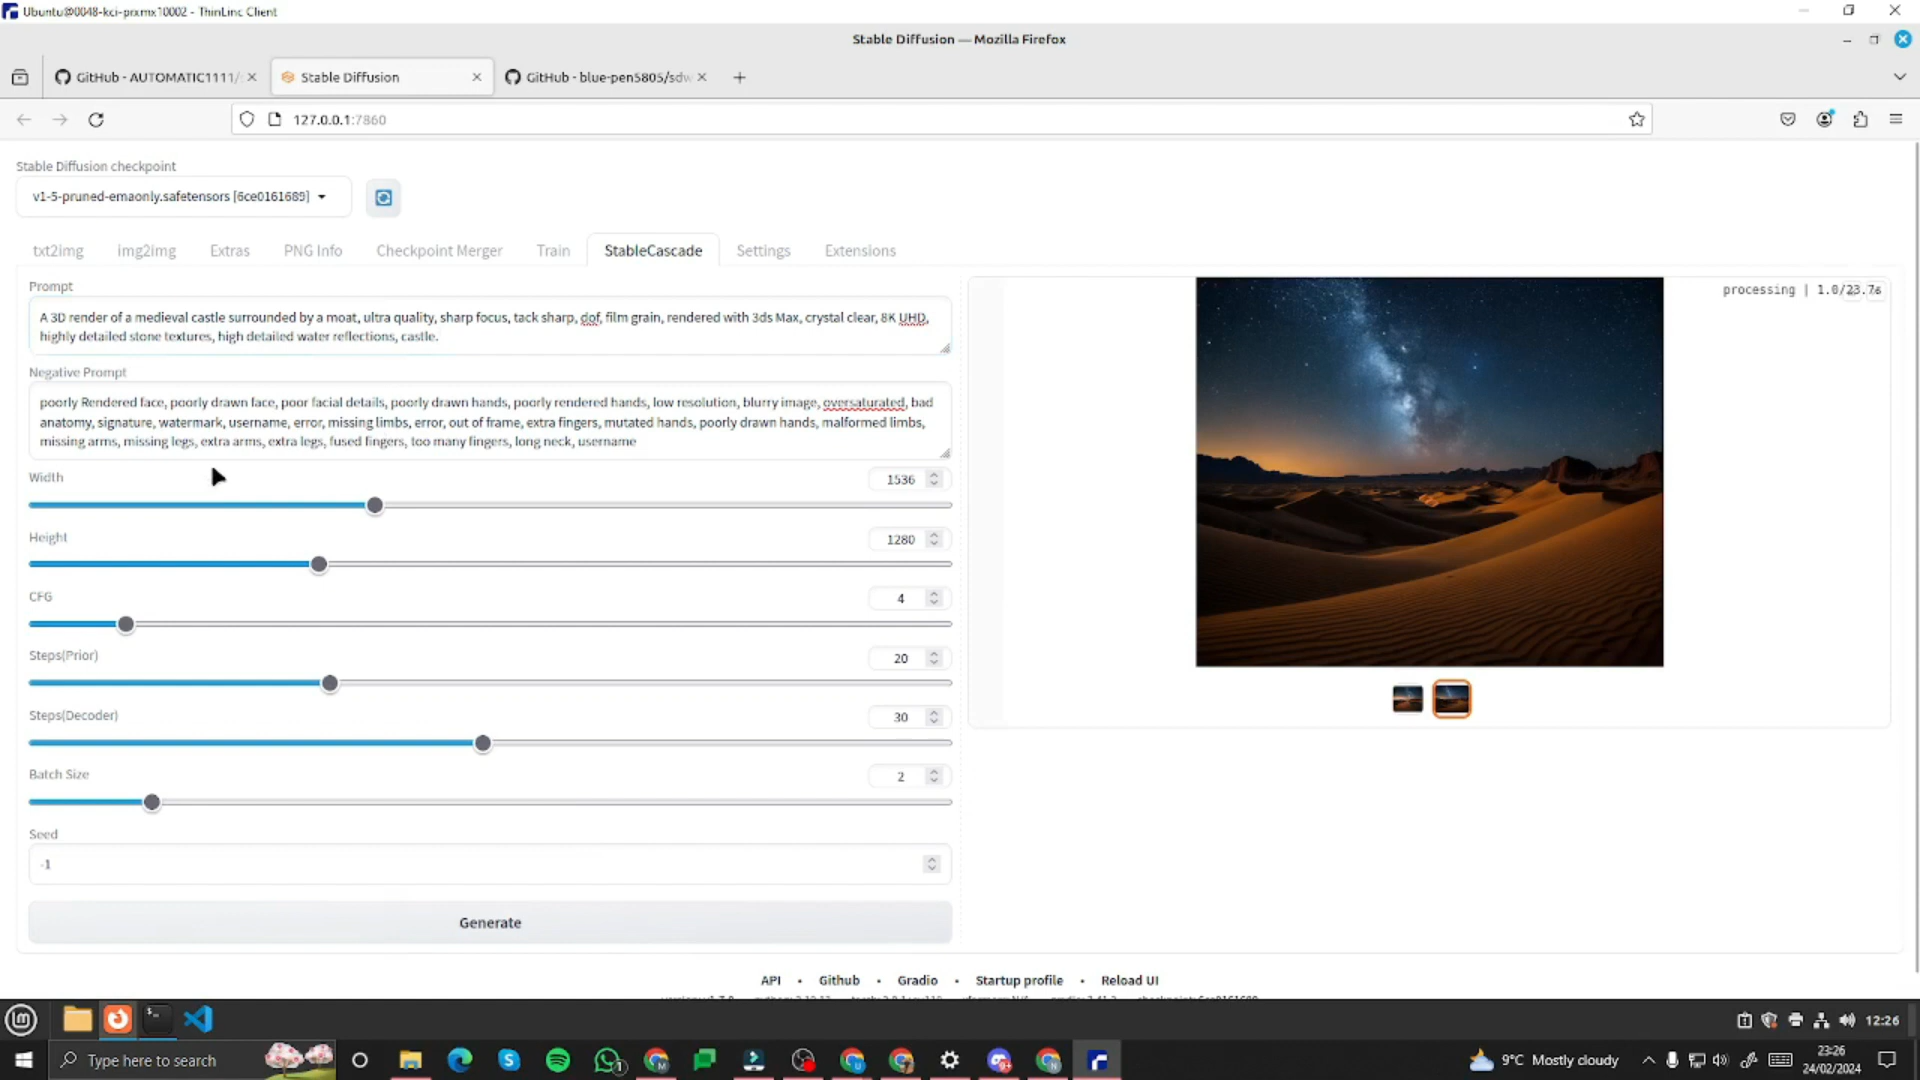 Ubuntu@0048-kci-prxmx10002 - ThinLinc Client
Stable Diffusion — Mozilla Firefox
GitHub - AUTOMATIC1111/
Stable Diffusion
GitHub - blue-pen5805/sdw
127.0.0.1:7860
Stable Diffusion checkpoint
v1-5-pruned-emaonly.safetensors [6ce0161689]
txt2img
img2img
Extras
PNG Info
Checkpoint Merger
Train
StableCascade
Settings
Extensions
Prompt
A 3D render of a medieval castle surrounded by a moat, ultra quality, sharp focus, tack sharp, dof, film grain, rendered with 3ds Max, crystal clear, 8K UHD,
highly detailed stone textures, high detailed water reflections, castle.
processing | 1.0/23.7s
Negative Prompt
poorly Rendered face, poorly drawn face, poor facial details, poorly drawn hands, poorly rendered hands, low resolution, blurry image, oversaturated, bad
anatomy, signature, watermark, username, error, missing limbs, error, out of frame, extra fingers, mutated hands, poorly drawn hands, malformed limbs,
missing arms, missing legs, extra arms, extra legs, fused fingers, too many fingers, long neck, username
Width
1536
Height
1280
CFG
4
Steps(Prior)
20
Steps(Decoder)
30
Batch Size
2
Seed
-1
Generate
API • Github • Gradio • Startup profile • Reload UI
12:26
Type here to search
9°C Mostly cloudy
23:26
24/02/2024